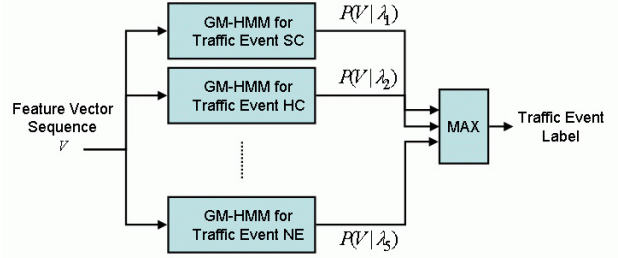 GM-HMM for
Traffic Event SC
P(V | λ₁)
GM-HMM for
Traffic Event HC
P(V | λ₂)
Feature Vector
Sequence
V
MAX
Traffic Event
Label
GM-HMM for
Traffic Event NE
P(V | λ₅)